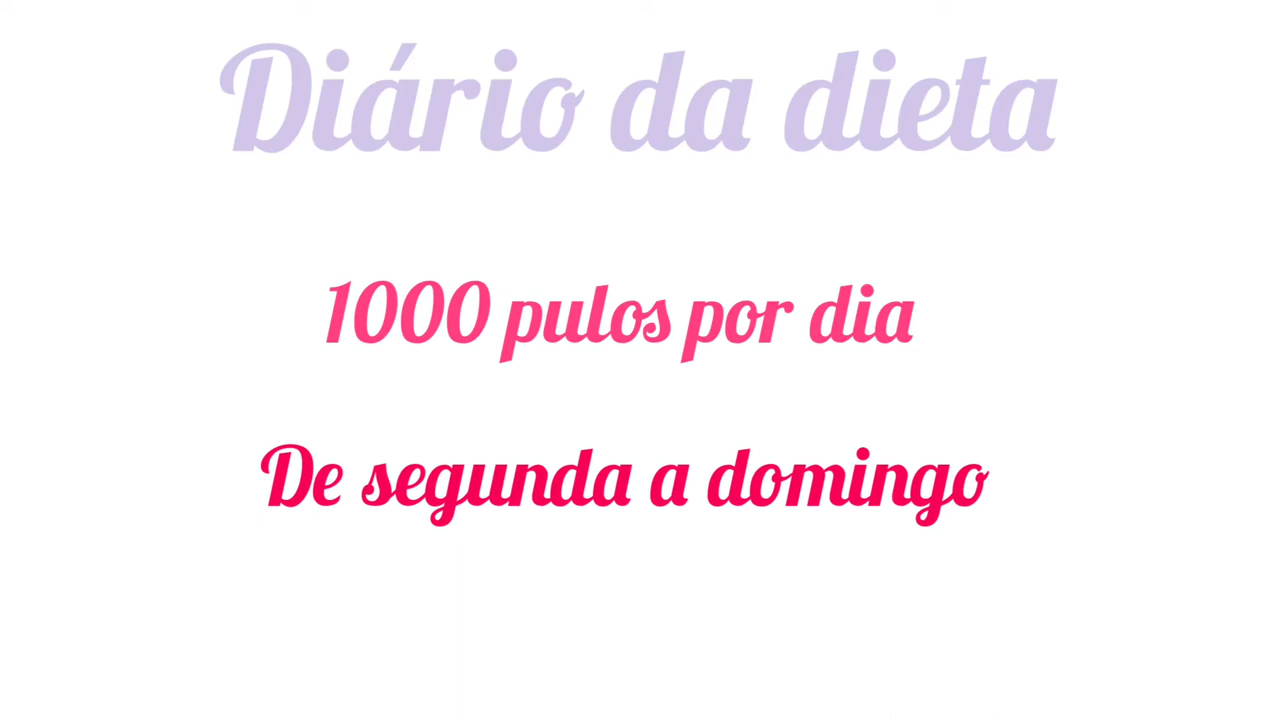 Diário da dieta
1000 pulos por dia
De segunda a domingo